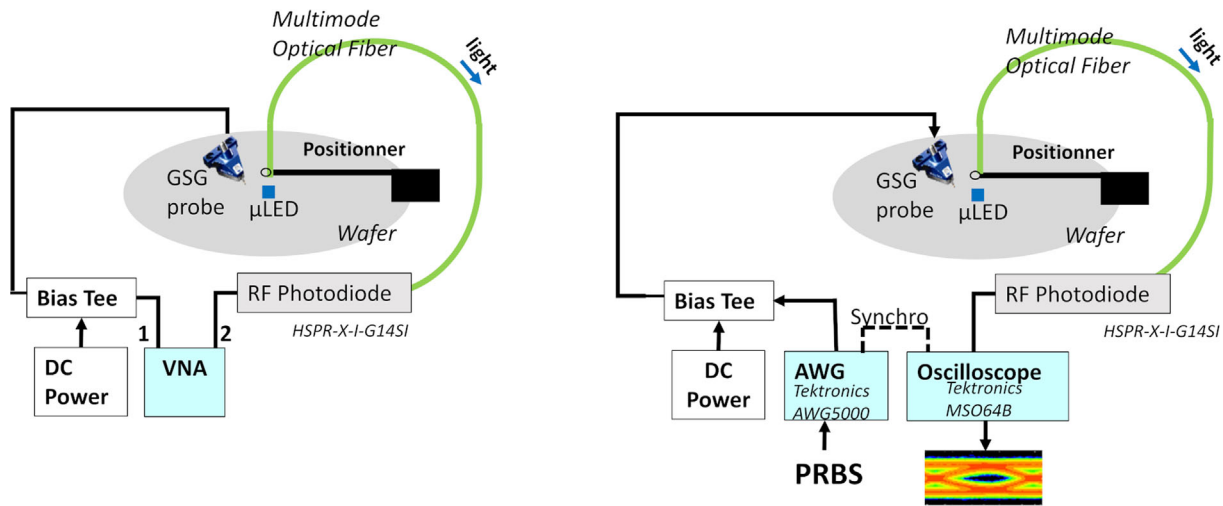 Multimode
Optical Fiber
light
Positionner
GSG
probe
µLED
Wafer
Bias Tee
RF Photodiode
1
2
HSPR-X-I-G14SI
DC
Power
VNA
Multimode
Optical Fiber
light
Positionner
GSG
probe
µLED
Wafer
Bias Tee
RF Photodiode
Synchro
HSPR-X-I-G14SI
DC
Power
AWG
Tektronics
AWG5000
Oscilloscope
Tektronics
MSO64B
PRBS